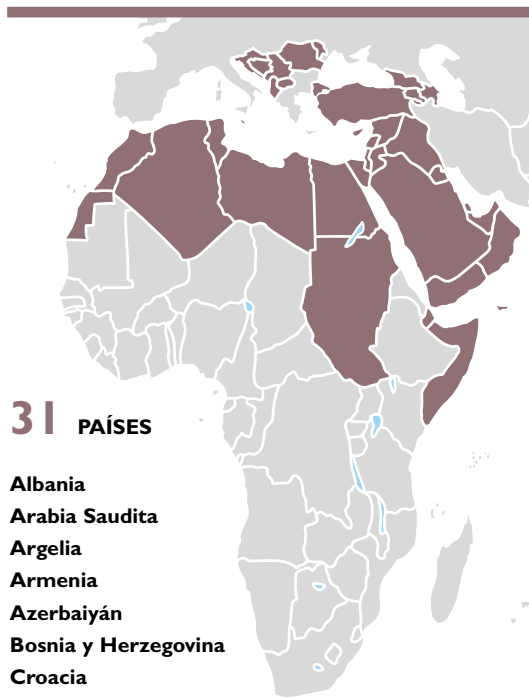 31 PAÍSES
Albania
Arabia Saudita
Argelia
Armenia
Azerbaiyán
Bosnia y Herzegovina
Croacia